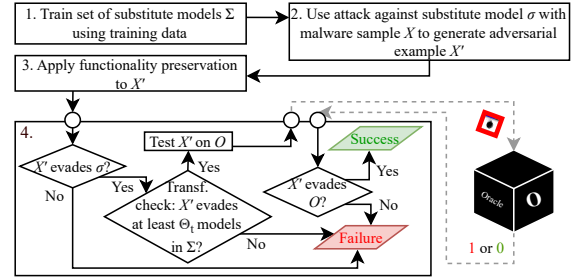 1. Train set of substitute models Σ
using training data
2. Use attack against substitute model σ with
malware sample X to generate adversarial
example X′
3. Apply functionality preservation
to X′
4.
X′ evades σ?
Yes
No
Test X′ on O
Yes
Transf.
check: X′ evades
at least Θt models
in Σ?
No
Success
Yes
X′ evades
O?
No
Failure
Oracle
O
1 or 0